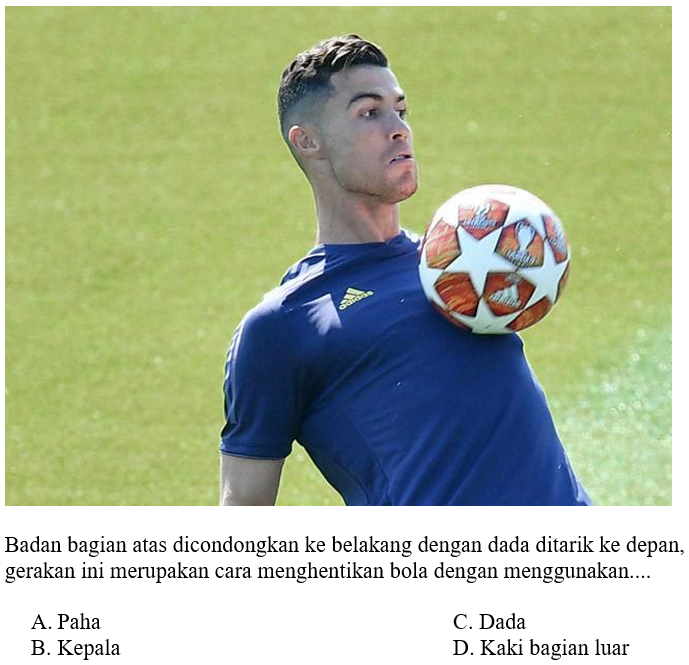 adidas
Badan bagian atas dicondongkan ke belakang dengan dada ditarik ke depan,
gerakan ini merupakan cara menghentikan bola dengan menggunakan....
A. Paha
B. Kepala
C. Dada
D. Kaki bagian luar